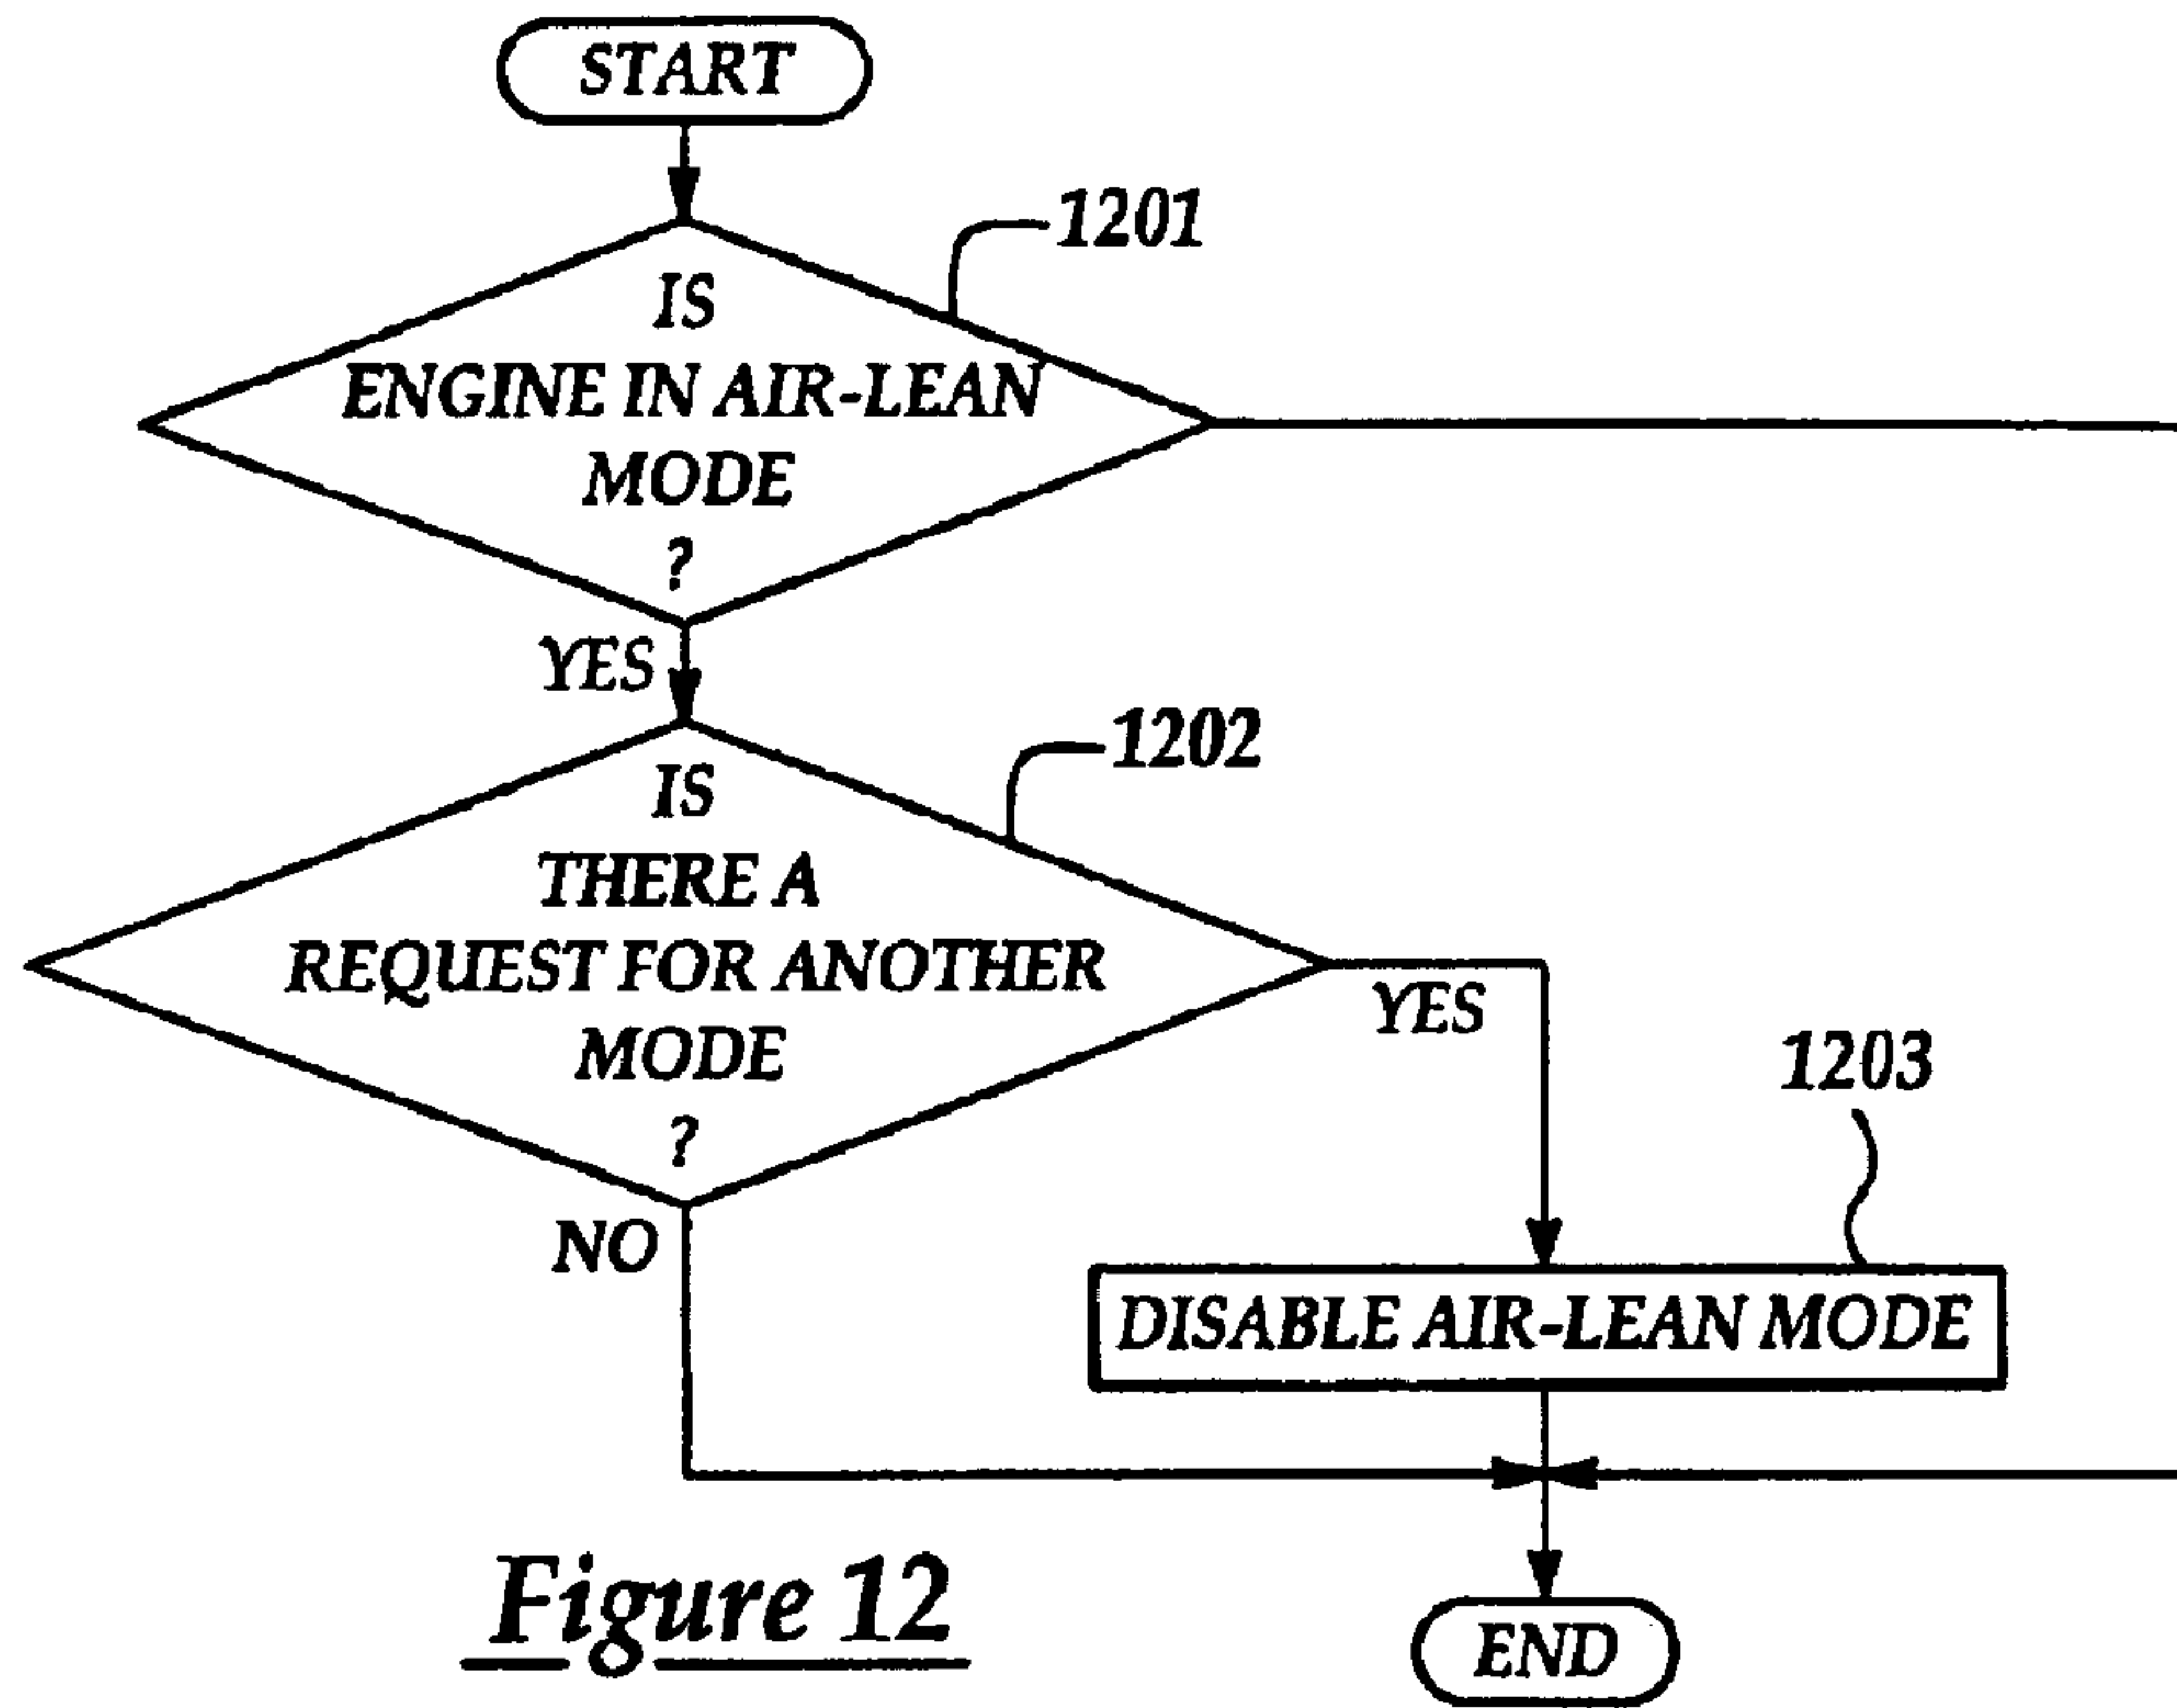 START
1201
IS
ENGINE IN AIR-LEAN
MODE
?
YES
1202
IS
THERE A
REQUEST FOR ANOTHER
MODE
?
YES
1203
NO
DISABLE AIR-LEAN MODE
Figure 12
END